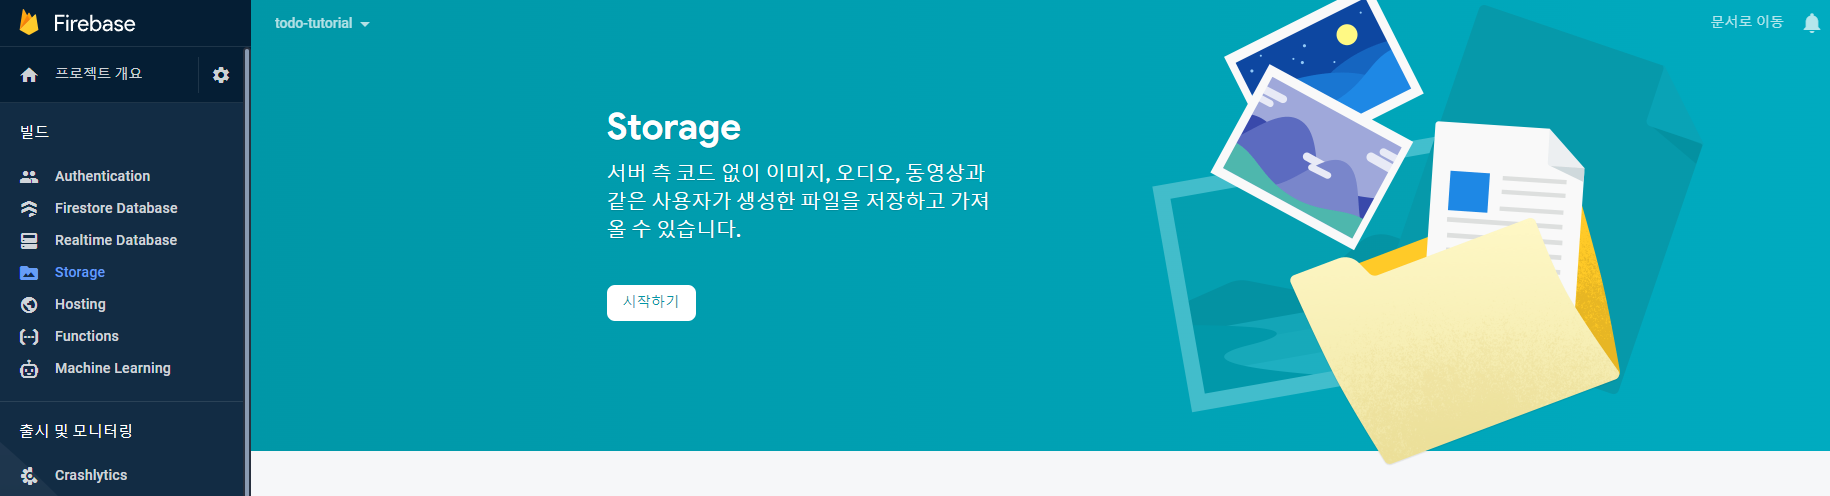 Firebase
todo-tutorial
문서로 이동
프로젝트 개요
빌드
Authentication
Firestore Database
Realtime Database
Storage
Hosting
Functions
Machine Learning
출시 및 모니터링
Crashlytics
Storage
서버 측 코드 없이 이미지, 오디오, 동영상과
같은 사용자가 생성한 파일을 저장하고 가져
올 수 있습니다.
시작하기